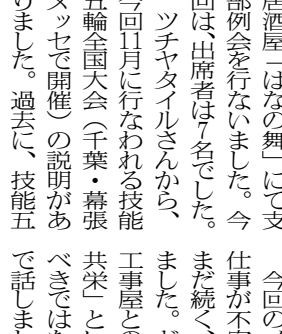 居酒屋「はなの舞」にて支
部例会を行ないました。今
回は、出席者は7名でした。
ツチヤタイルさんから、
今回11月に行なわれる技能
五輪全国大会（千葉・幕張
メッセで開催）の説明があ
りました。過去に、技能五
今回の
仕事が不安
まだ続く、
ました。ど
工事屋との
共栄」とい
べきではな
で話しまし